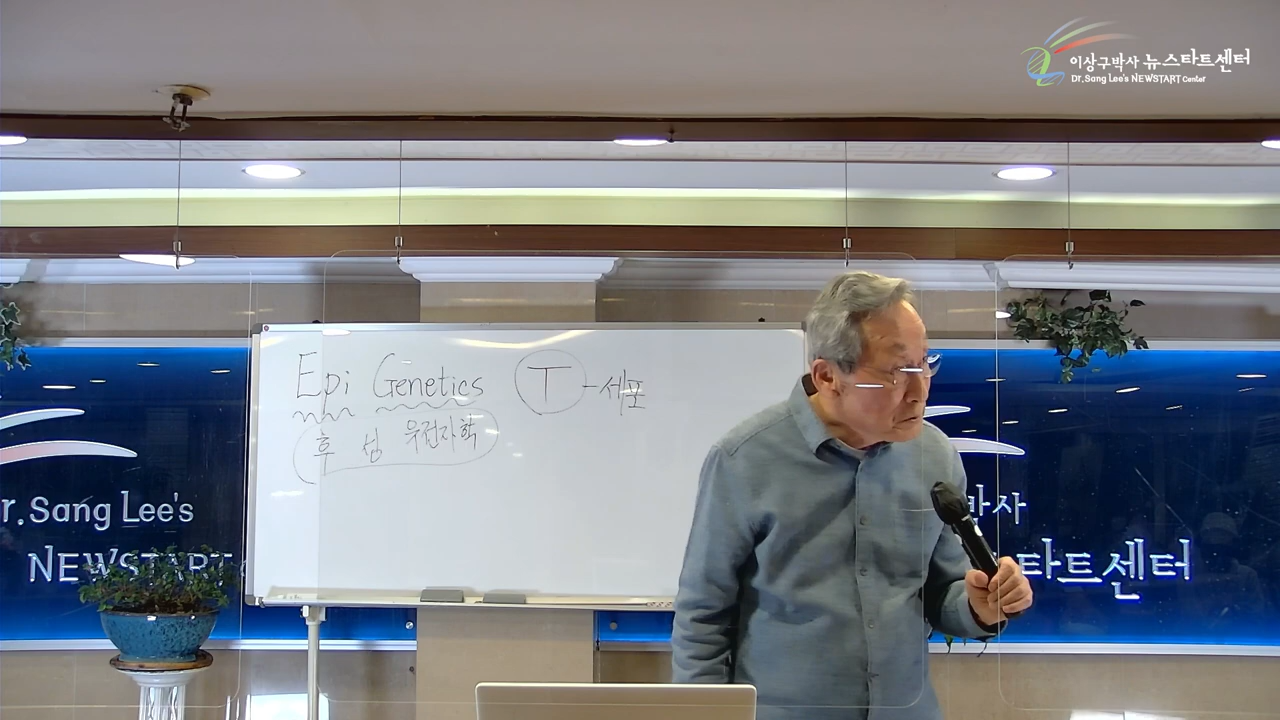 이상구박사 뉴스타트센터
Dr.Sang Lee's NEWSTART Center
Epi Genetics T-세포
후 성 유전자학
r.Sang Lee's
NEWSTART
박사
타트센터